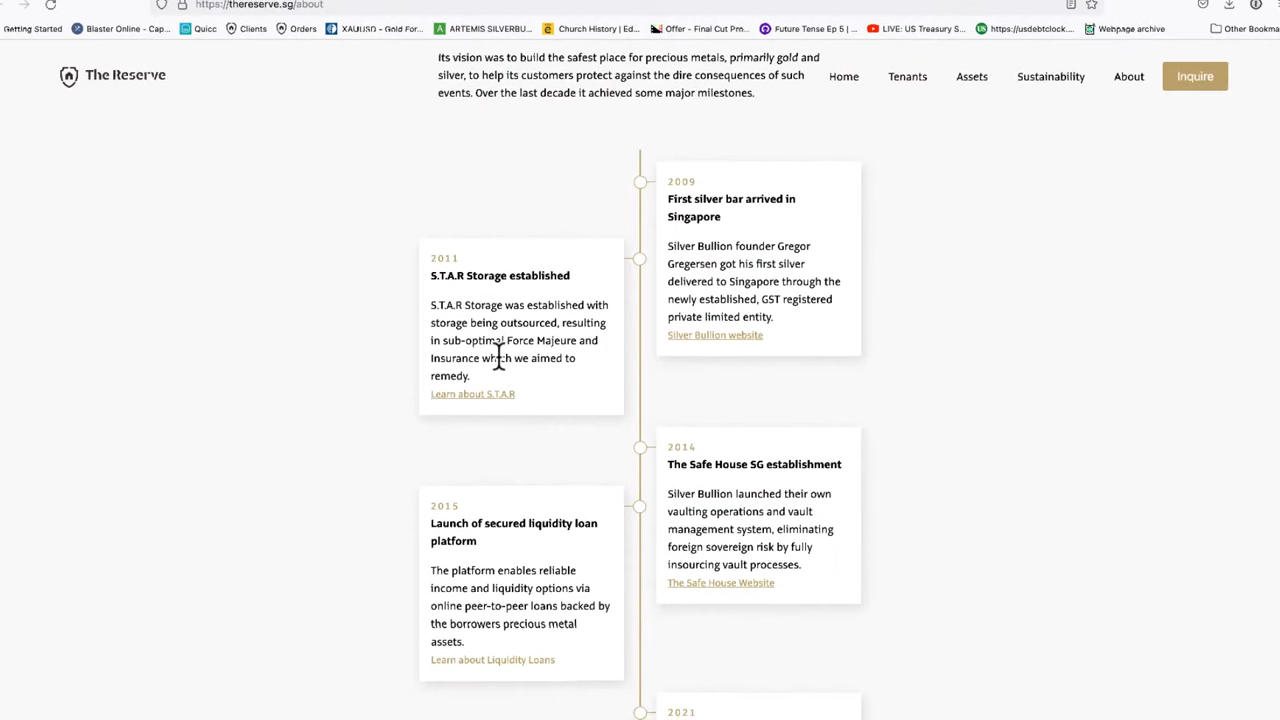 https://thereserve.sg/about
Getting Started
Blaster Online - Cap...
Quicc
Clients
Orders
XAUUSD - Gold For...
ARTEMIS SILVERBU...
Church History | Ed...
Offer - Final Cut Pro...
Future Tense Ep 5 | ...
LIVE: US Treasury S...
https://usdebtclock....
Webpage archive
Other Bookma
Its vision was to build the safest place for precious metals, primarily gold and
silver, to help its customers protect against the dire consequences of such
events. Over the last decade it achieved some major milestones.
The Reserve
Home
Tenants
Assets
Sustainability
About
Inquire
2009
First silver bar arrived in
Singapore
Silver Bullion founder Gregor
Gregersen got his first silver
delivered to Singapore through the
newly established, GST registered
private limited entity.
Silver Bullion website
2011
S.T.A.R Storage established
S.T.A.R Storage was established with
storage being outsourced, resulting
in sub-optimal Force Majeure and
Insurance which we aimed to
remedy.
Learn about S.T.A.R
2014
The Safe House SG establishment
Silver Bullion launched their own
vaulting operations and vault
management system, eliminating
foreign sovereign risk by fully
insourcing vault processes.
The Safe House Website
2015
Launch of secured liquidity loan
platform
The platform enables reliable
income and liquidity options via
online peer-to-peer loans backed by
the borrowers precious metal
assets.
Learn about Liquidity Loans
2021